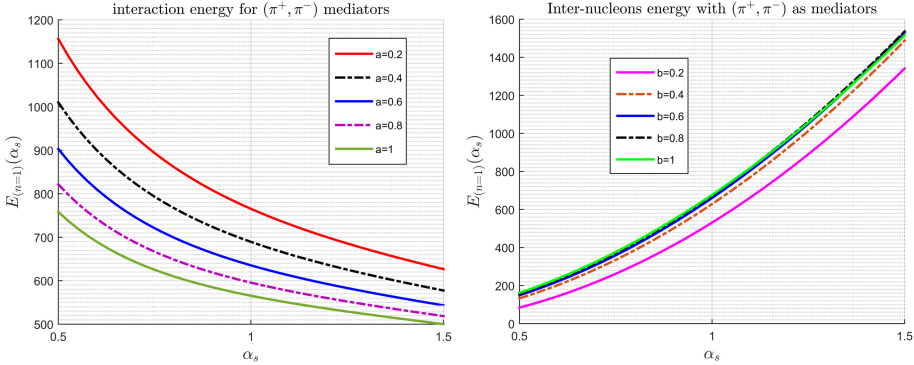 interaction energy for (π⁺, π⁻) mediators
1200
1100
1000
900
800
700
600
500
E₍ₙ₌₁₎(αₛ)
a=0.2
a=0.4
a=0.6
a=0.8
a=1
0.5
1
1.5
αₛ
Inter-nucleons energy with (π⁺, π⁻) as mediators
1600
1400
1200
1000
800
600
400
200
0
E₍ₙ₌₁₎(αₛ)
b=0.2
b=0.4
b=0.6
b=0.8
b=1
0.5
1
1.5
αₛ